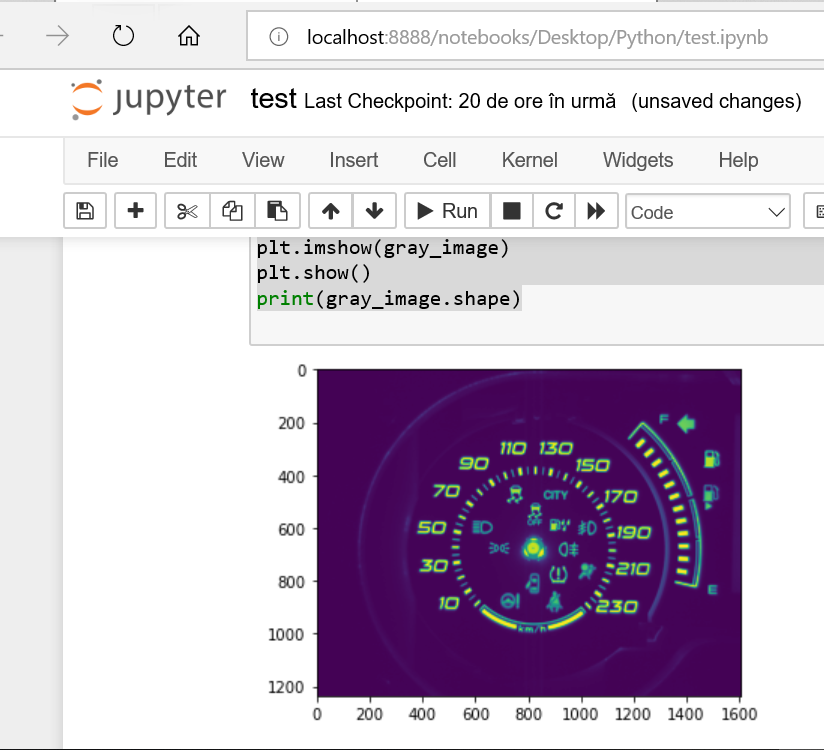 localhost:8888/notebooks/Desktop/Python/test.ipynb
jupyter test Last Checkpoint: 20 de ore în urmă (unsaved changes)
File Edit View Insert Cell Kernel Widgets Help
Run Code
plt.imshow(gray_image)
plt.show()
print(gray_image.shape)
0
200
400
600
800
1000
1200
0 200 400 600 800 1000 1200 1400 1600
F
110 130
90 150
70 CITY 170
OFF
50 190
30 210
E
10 230
km/h